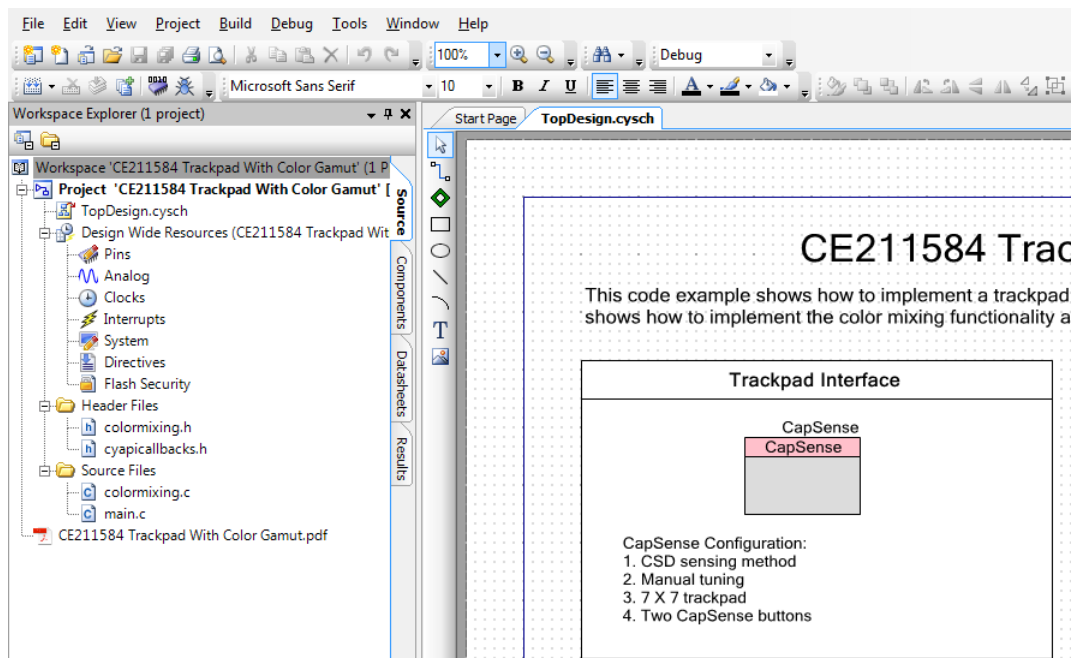 File Edit View Project Build Debug Tools Window Help
100% Debug
Microsoft Sans Serif 10 B I U A
Workspace Explorer (1 project)
Start Page TopDesign.cysch
Workspace 'CE211584 Trackpad With Color Gamut' (1 P
Project 'CE211584 Trackpad With Color Gamut' [
TopDesign.cysch
Design Wide Resources (CE211584 Trackpad Wit
Pins
Analog
Clocks
Interrupts
System
Directives
Flash Security
Header Files
colormixing.h
cyapicallbacks.h
Source Files
colormixing.c
main.c
CE211584 Trackpad With Color Gamut.pdf
Source
Components
Datasheets
Results
T
CE211584 Trac
This code example shows how to implement a trackpad
shows how to implement the color mixing functionality a
Trackpad Interface
CapSense
CapSense
CapSense Configuration:
1. CSD sensing method
2. Manual tuning
3. 7 X 7 trackpad
4. Two CapSense buttons